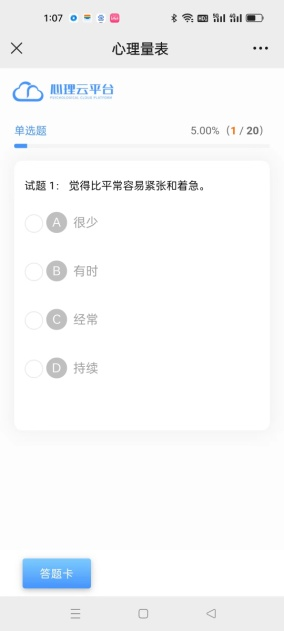 1:07
心理量表
心理云平台
单选题
5.00%（1 / 20）
试题 1： 觉得比平常容易紧张和着急。
A 很少
B 有时
C 经常
D 持续
答题卡